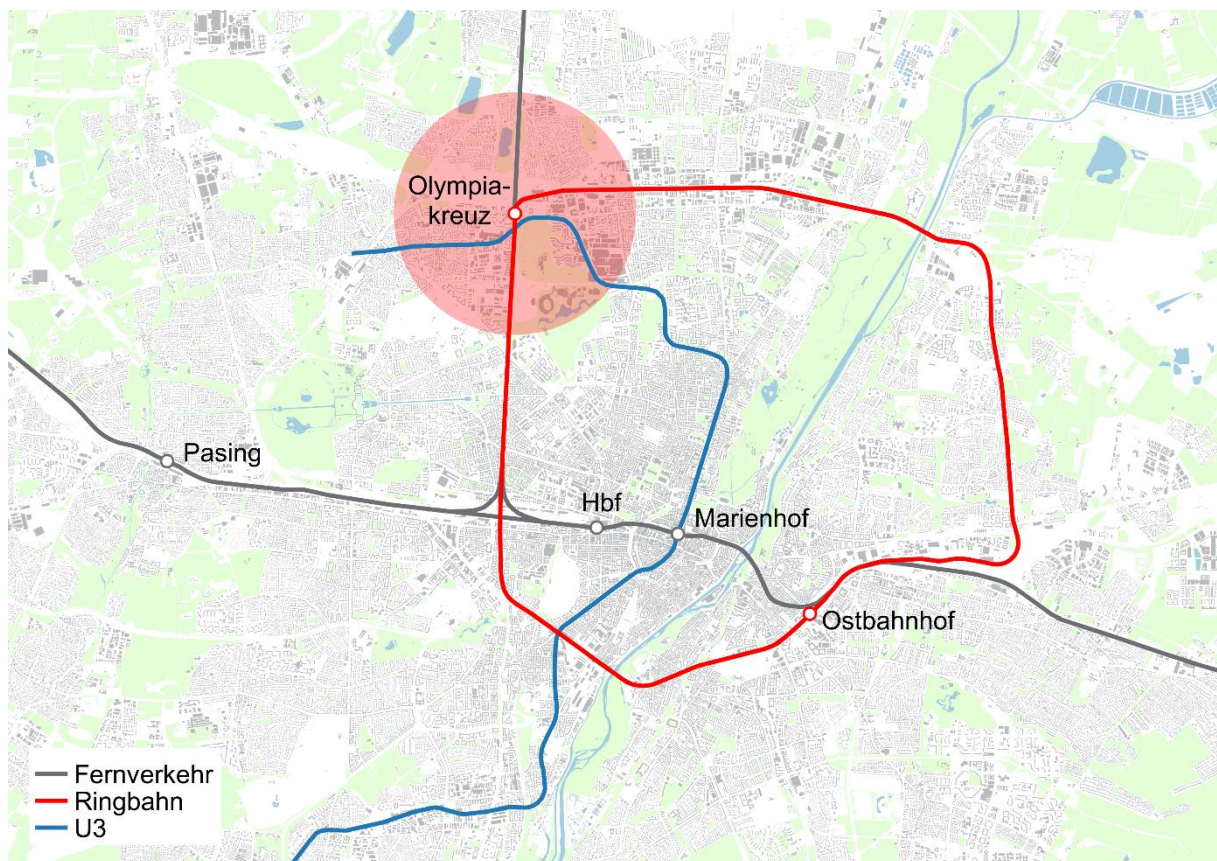 Olympia-
kreuz
Pasing
Hbf
Marienhof
Ostbahnhof
Fernverkehr
Ringbahn
U3